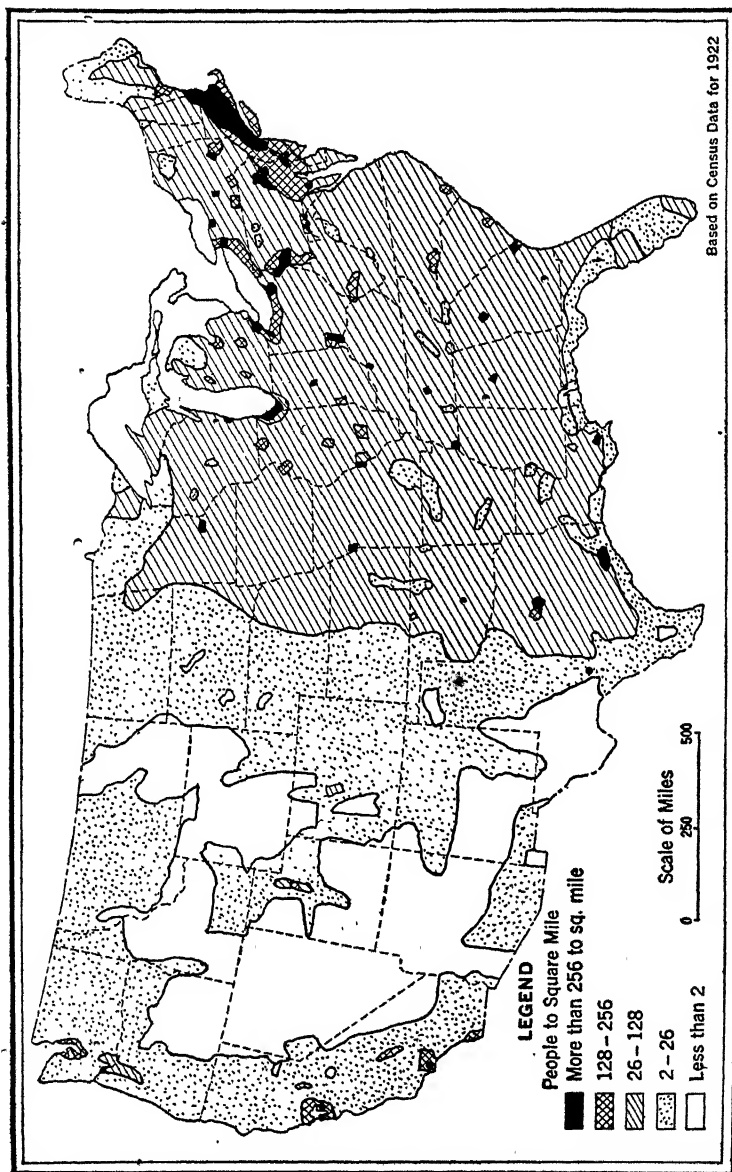 LEGEND
People to Square Mile
More than 256 to sq. mile
128-256
26-128
2-26
Less than 2
Scale of Miles
0 250 500
Based on Census Data for 1922